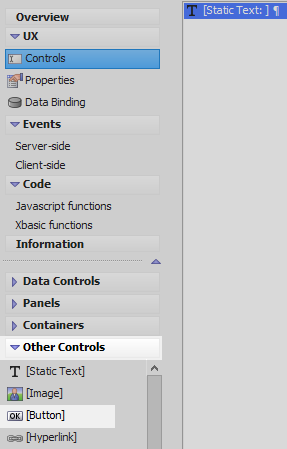 Overview
UX
Controls
Properties
Data Binding
Events
Server-side
Client-side
Code
Javascript functions
Xbasic functions
Information
Data Controls
Panels
Containers
Other Controls
T [Static Text]
[Image]
OK [Button]
[Hyperlink]
T [Static Text: ] ¶